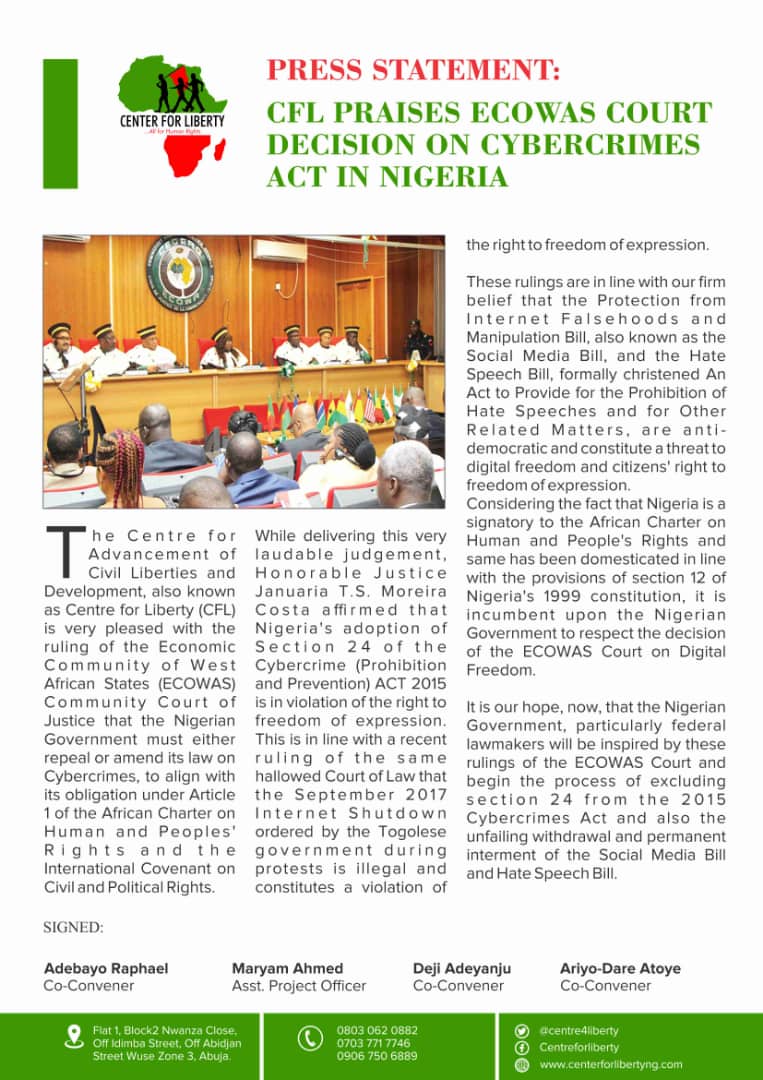 CENTER FOR LIBERTY
...All for Human Rights
PRESS STATEMENT:
CFL PRAISES ECOWAS COURT
DECISION ON CYBERCRIMES
ACT IN NIGERIA
The Centre for
Advancement of
Civil Liberties and
Development, also known
as Centre for Liberty (CFL)
is very pleased with the
ruling of the Economic
Community of West
African States (ECOWAS)
Community Court of
Justice that the Nigerian
Government must either
repeal or amend its law on
Cybercrimes, to align with
its obligation under Article
1 of the African Charter on
Human and Peoples'
Rights and the
International Covenant on
Civil and Political Rights.
While delivering this very
laudable judgement,
Honorable Justice
Januaria T.S. Moreira
Costa affirmed that
Nigeria's adoption of
Section 24 of the
Cybercrime (Prohibition
and Prevention) ACT 2015
is in violation of the right to
freedom of expression.
This is in line with a recent
ruling of the same
hallowed Court of Law that
the September 2017
Internet Shutdown
ordered by the Togolese
government during
protests is illegal and
constitutes a violation of
the right to freedom of expression.
These rulings are in line with our firm
belief that the Protection from
Internet Falsehoods and
Manipulation Bill, also known as the
Social Media Bill, and the Hate
Speech Bill, formally christened An
Act to Provide for the Prohibition of
Hate Speeches and for Other
Related Matters, are anti-
democratic and constitute a threat to
digital freedom and citizens' right to
freedom of expression.
Considering the fact that Nigeria is a
signatory to the African Charter on
Human and People's Rights and
same has been domesticated in line
with the provisions of section 12 of
Nigeria's 1999 constitution, it is
incumbent upon the Nigerian
Government to respect the decision
of the ECOWAS Court on Digital
Freedom.
It is our hope, now, that the Nigerian
Government, particularly federal
lawmakers will be inspired by these
rulings of the ECOWAS Court and
begin the process of excluding
section 24 from the 2015
Cybercrimes Act and also the
unfailing withdrawal and permanent
interment of the Social Media Bill
and Hate Speech Bill.
SIGNED:
Adebayo Raphael
Co-Convener
Maryam Ahmed
Asst. Project Officer
Deji Adeyanju
Co-Convener
Ariyo-Dare Atoye
Co-Convener
Flat 1, Block2 Nwanza Close,
Off Idimba Street, Off Abidjan
Street Wuse Zone 3, Abuja.
0803 062 0882
0703 771 7746
0906 750 6889
@centre4liberty
Centreforliberty
www.centerforlibertyng.com